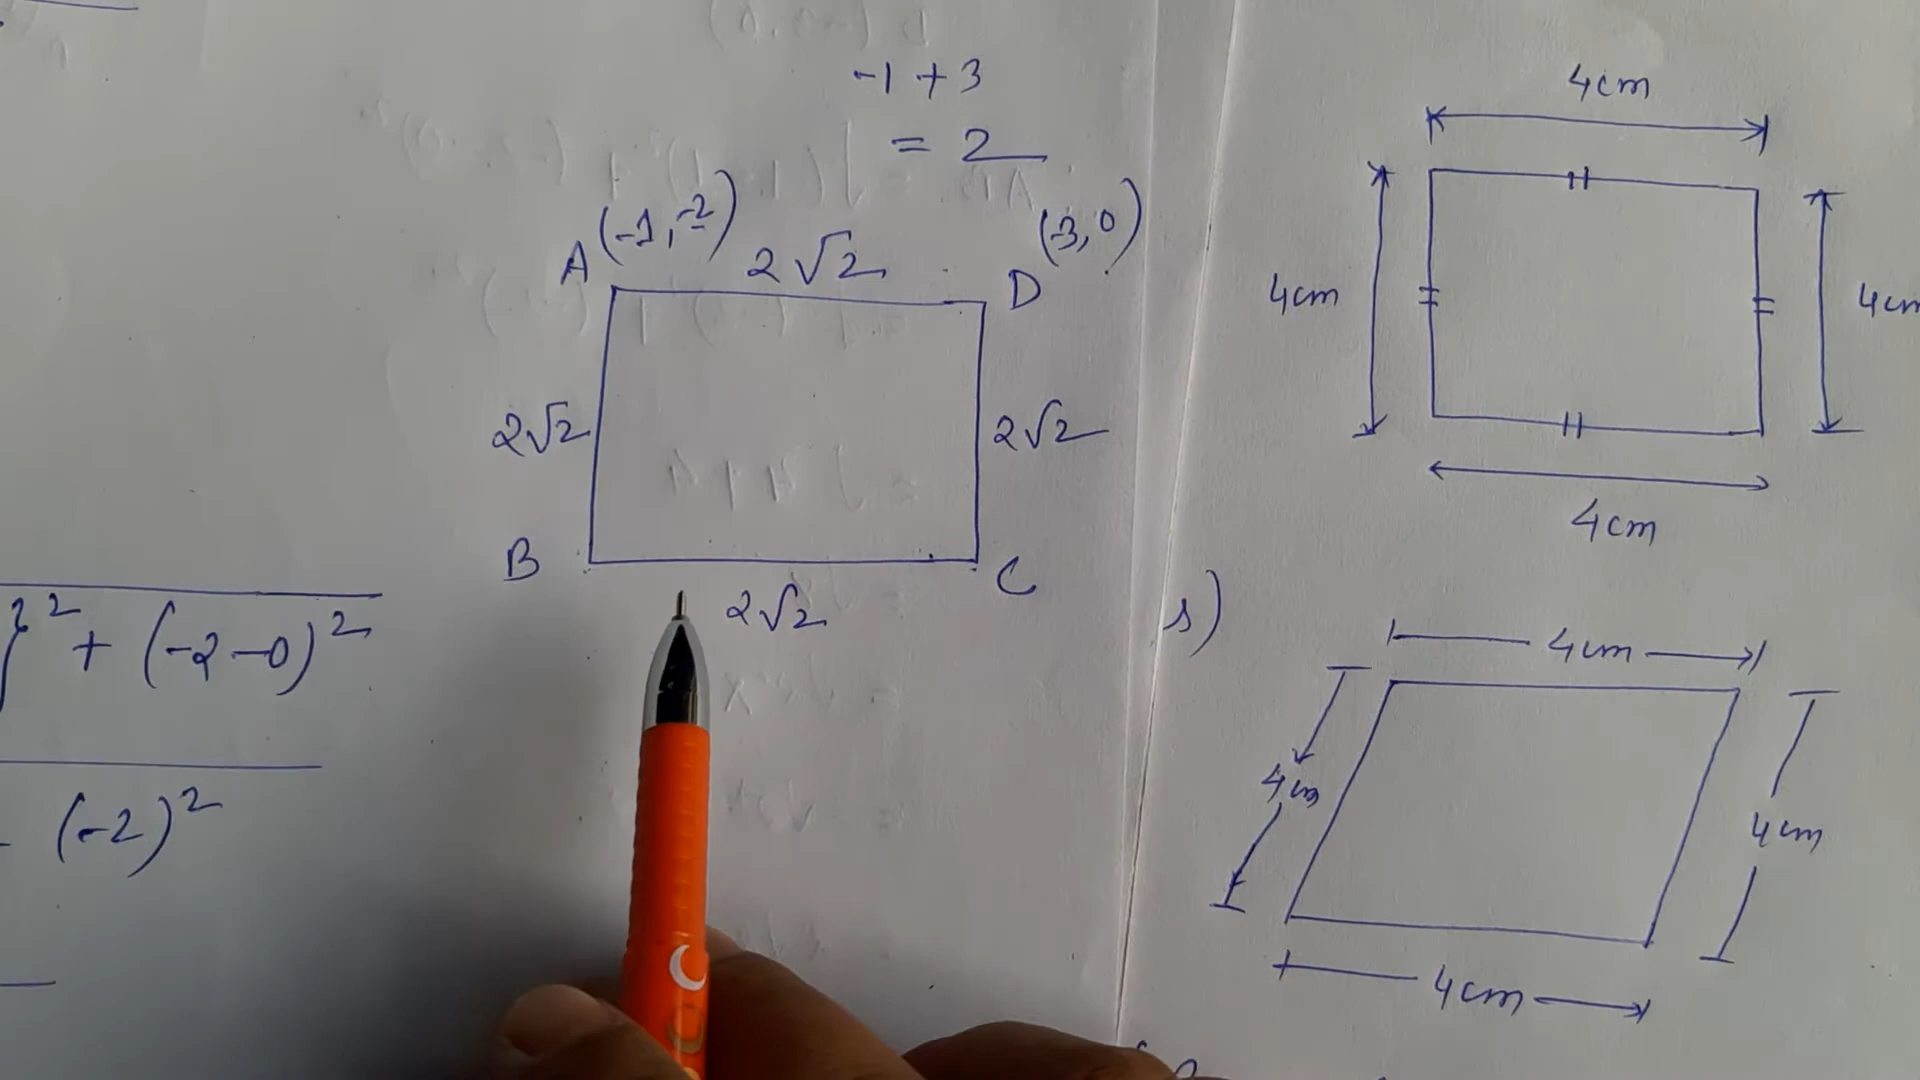 -1 + 3
= 2
A (-1, -2) 2√2 D (-3, 0)
2√2 2√2
B C
2√2
}² + (-2-0)²
(-2)²
4cm
4cm 4cm
4cm
s)
4cm
4cm 4cm
4cm